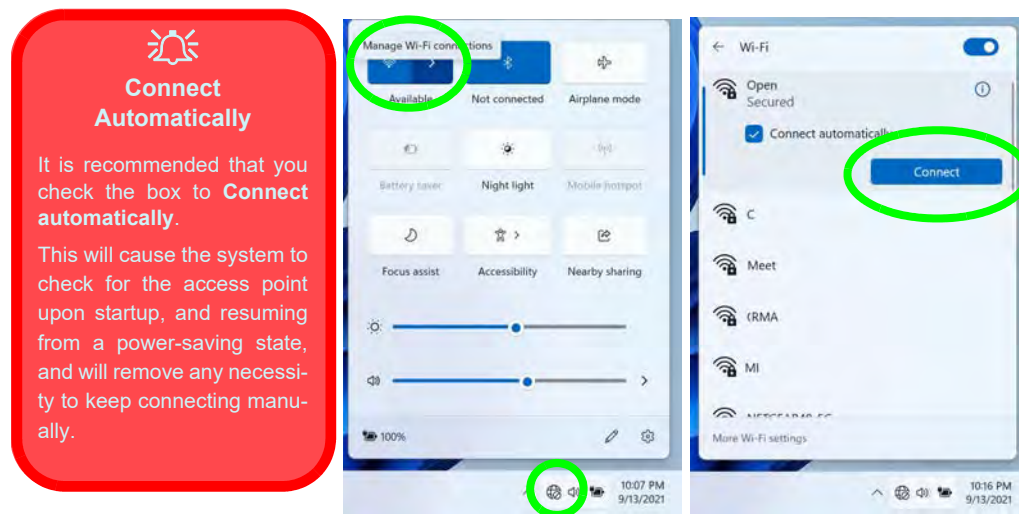 Connect
Automatically
It is recommended that you
check the box to Connect
automatically.
This will cause the system to
check for the access point
upon startup, and resuming
from a power-saving state,
and will remove any necessi-
ty to keep connecting manu-
ally.
Manage Wi-Fi connections
Available Not connected Airplane mode
Battery saver Night light Mobile hotspot
Focus assist Accessibility Nearby sharing
100%
10:07 PM
9/13/2021
Wi-Fi
Open
Secured
Connect automatically
Connect
C
Meet
(RMA
MI
More Wi-Fi settings
10:16 PM
9/13/2021